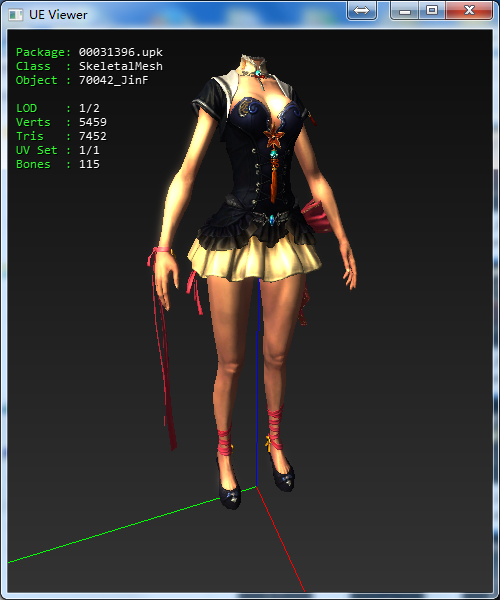 UE Viewer
Package: 00031396.upk
Class : SkeletalMesh
Object : 70042_JinF
LOD : 1/2
Verts : 5459
Tris : 7452
UV Set : 1/1
Bones : 115